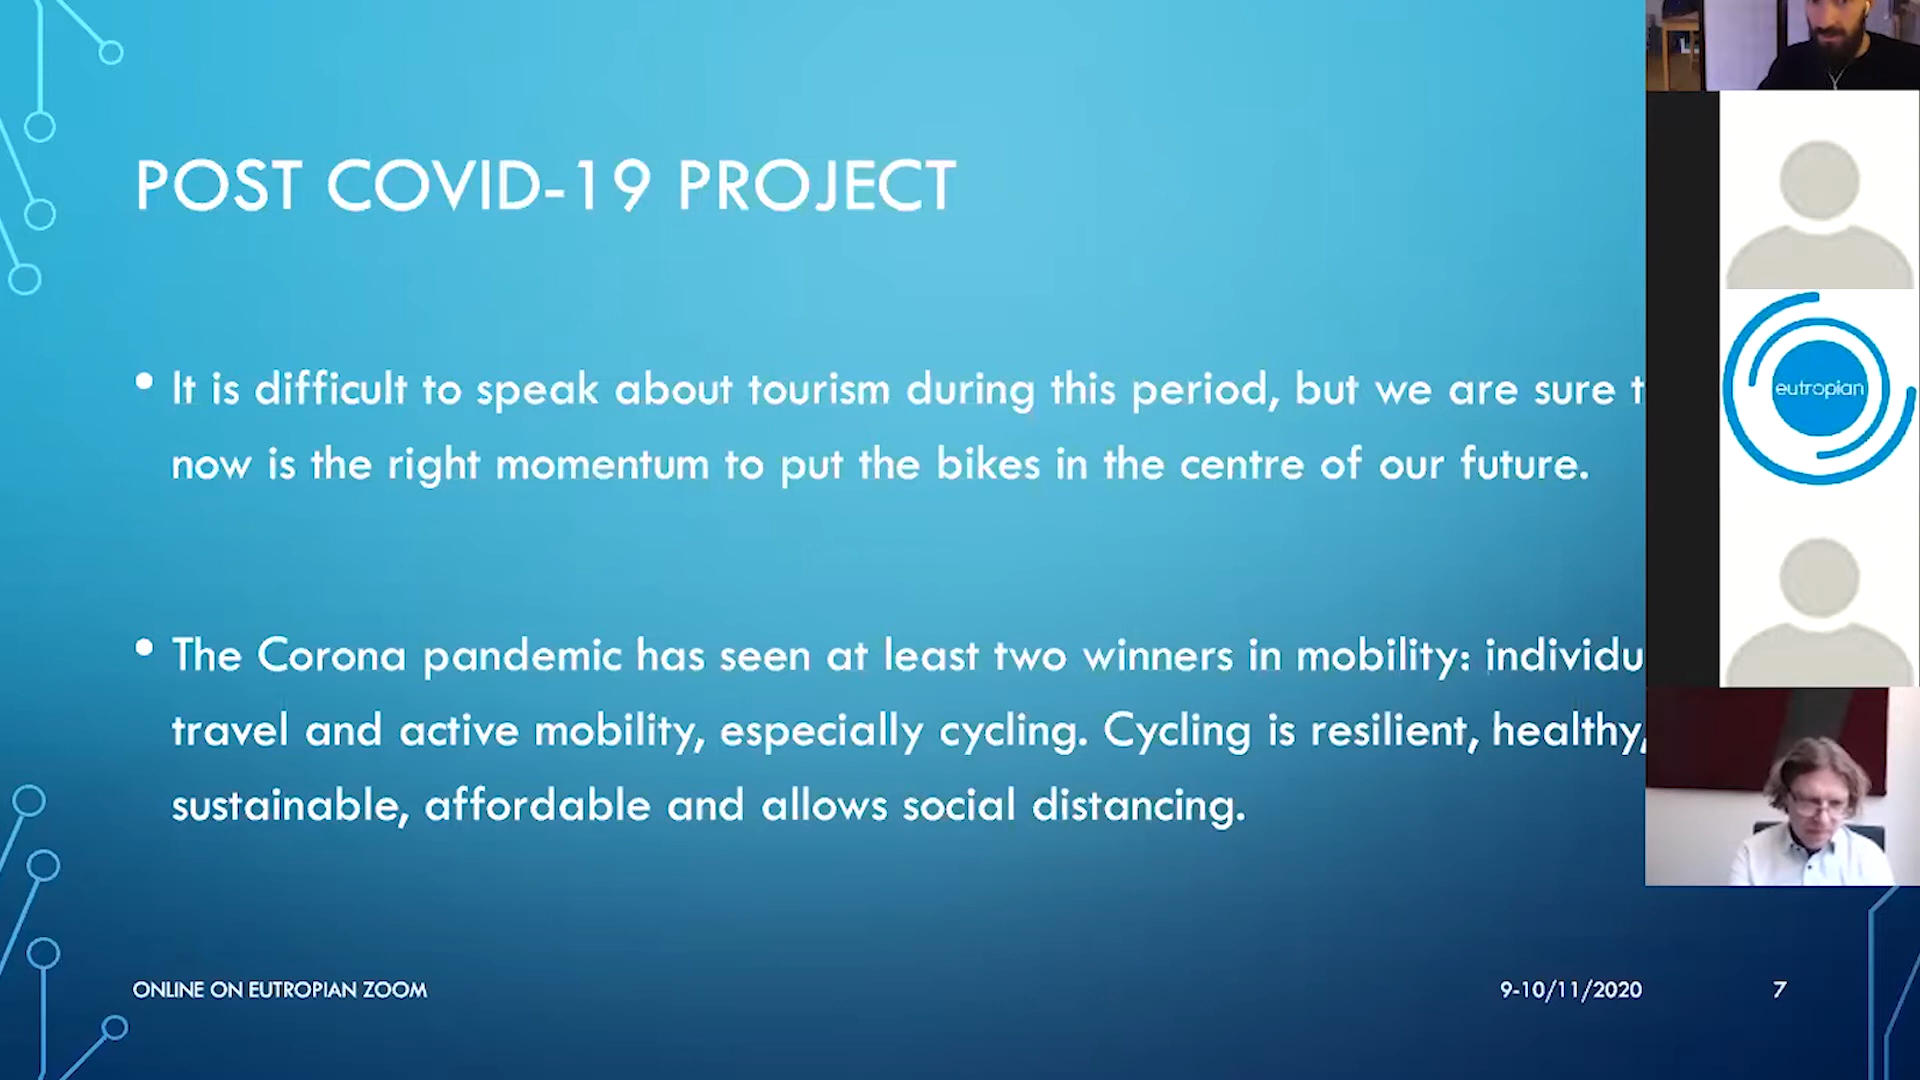 POST COVID-19 PROJECT
• It is difficult to speak about tourism during this period, but we are sure
now is the right momentum to put the bikes in the centre of our future.
• The Corona pandemic has seen at least two winners in mobility:
travel and active mobility, especially cycling. Cycling is resilient, healthy,
sustainable, affordable and allows social distancing.
eutropian
ONLINE ON EUTROPIAN ZOOM
9-10/11/2020
7